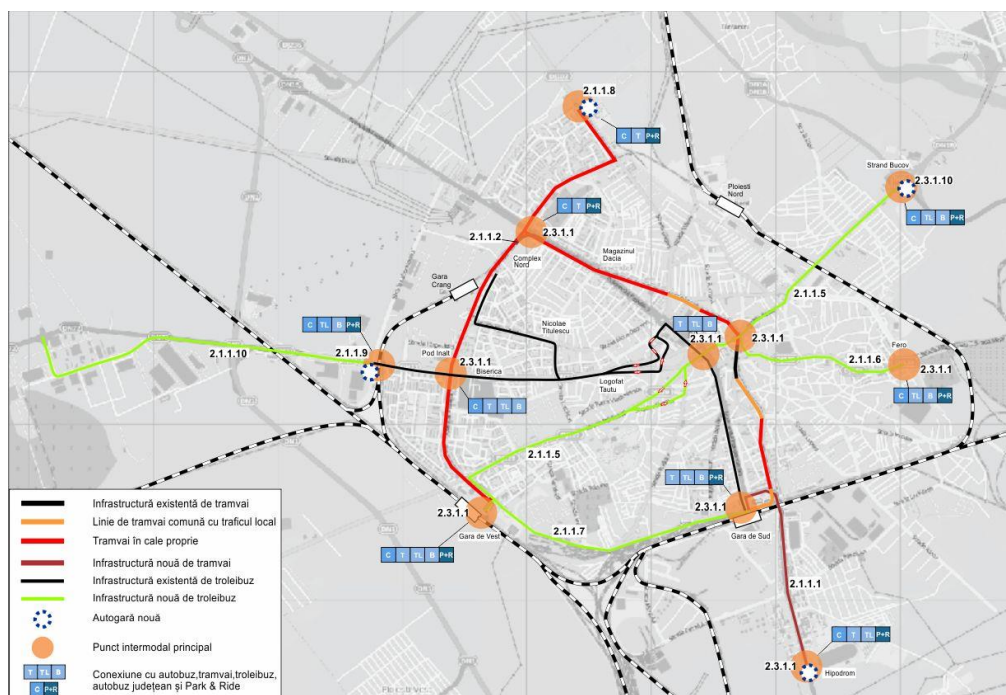 2.1.1.8
C T P+R
Strand Bucov
2.3.1.10
C TL B P+R
Ploiesti
Nord
C T P+R
2.1.1.2
2.3.1.1
Complex
Nord
Magazinul
Dacia
Gara
Crang
2.1.1.5
C TL B P+R
Nicolae
Titulescu
T TL B
2.3.1.1
2.3.1.1
Fero
2.1.1.10
2.1.1.9
Pod Inalt
2.3.1.1
Biserica
2.1.1.6
2.3.1.1
Logofat
Tautu
C T TL B
C TL B P+R
2.1.1.5
T TL B P+R
2.3.1.1
Gara de Vest
2.3.1.1
Gara de Sud
2.1.1.7
C T TL B P+R
2.1.1.1
C T TL P+R
2.3.1.1
Hipodrom
Infrastructură existentă de tramvai
Linie de tramvai comună cu traficul local
Tramvai în cale proprie
Infrastructură nouă de tramvai
Infrastructură existentă de troleibuz
Infrastructură nouă de troleibuz
Autogară nouă
Punct intermodal principal
T TL B
C P+R
Conexiune cu autobuz,tramvai,troleibuz,
autobuz județean și Park & Ride